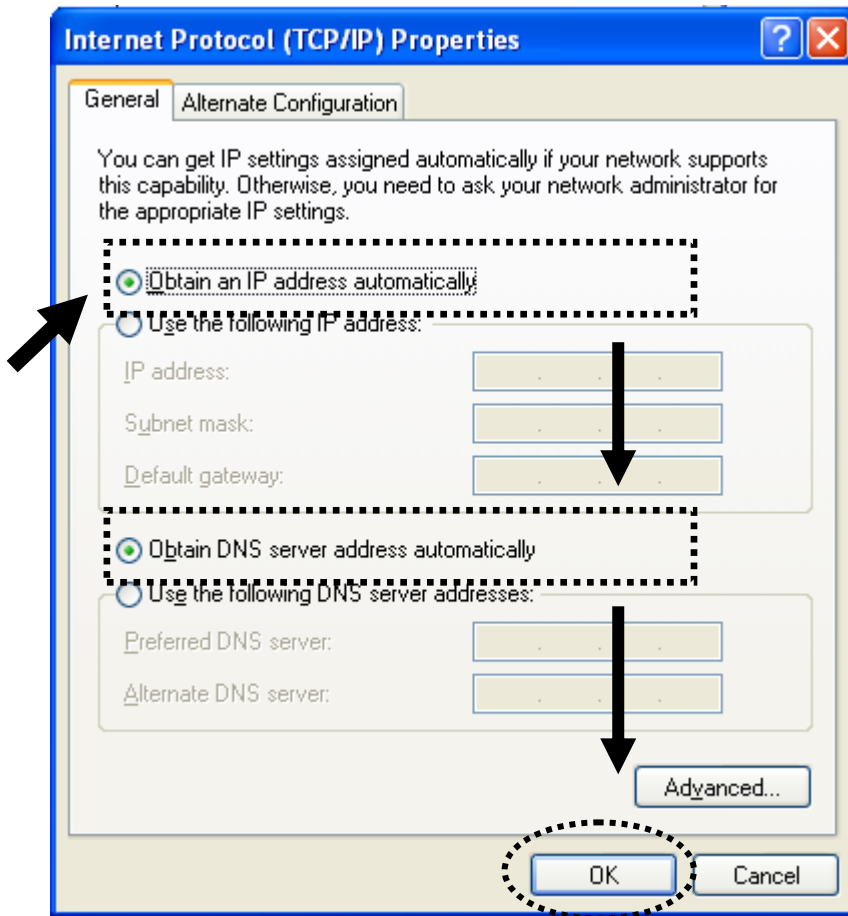 Internet Protocol (TCP/IP) Properties
General
Alternate Configuration
You can get IP settings assigned automatically if your network supports
this capability. Otherwise, you need to ask your network administrator for
the appropriate IP settings.
Obtain an IP address automatically
Use the following IP address:
IP address:
Subnet mask:
Default gateway:
Obtain DNS server address automatically
Use the following DNS server addresses:
Preferred DNS server:
Alternate DNS server:
Advanced...
OK
Cancel